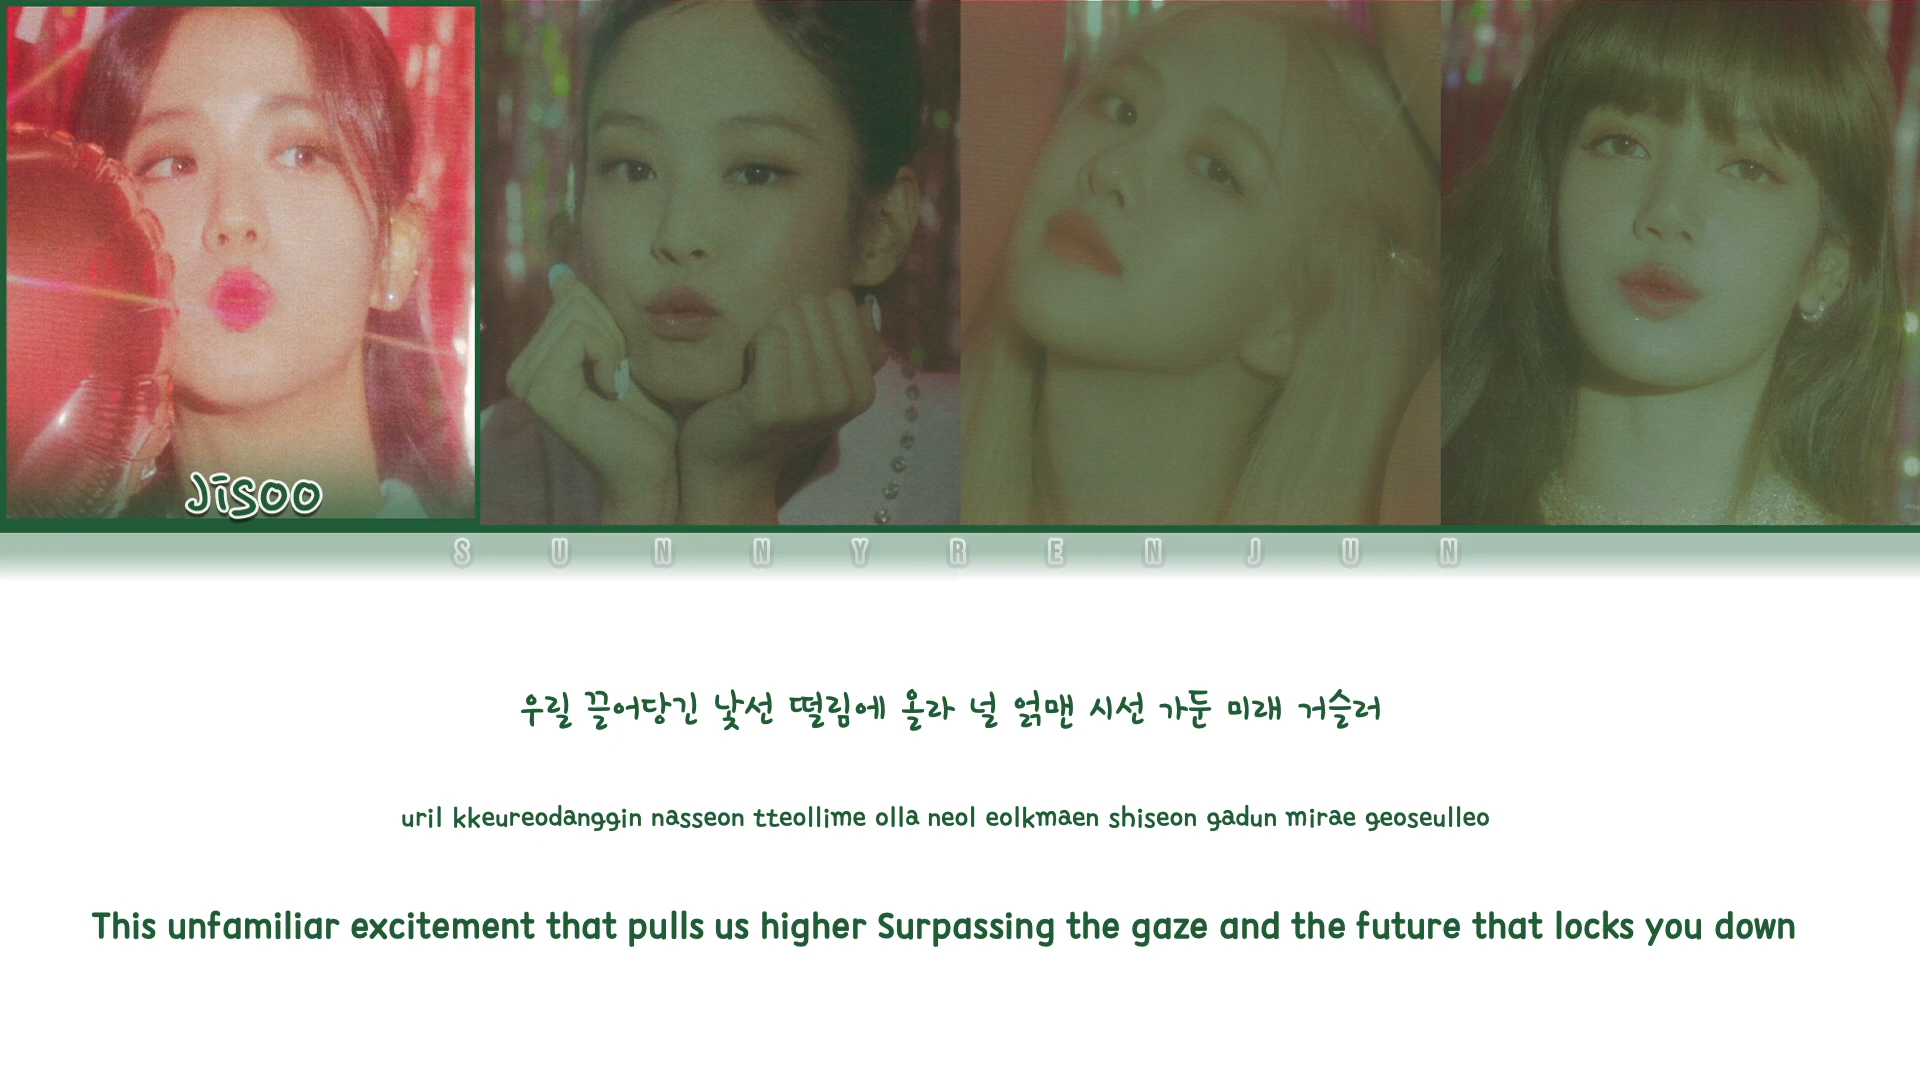 Jisoo
SUNNYRENJUN
우릴 끌어당긴 낯선 떨림에 올라 널 얽맨 시선 가둔 미래 거슬러
uril kkeureodanggin nasseon tteollime olla neol eolkmaen shiseon gadun mirae geoseulleo
This unfamiliar excitement that pulls us higher Surpassing the gaze and the future that locks you down